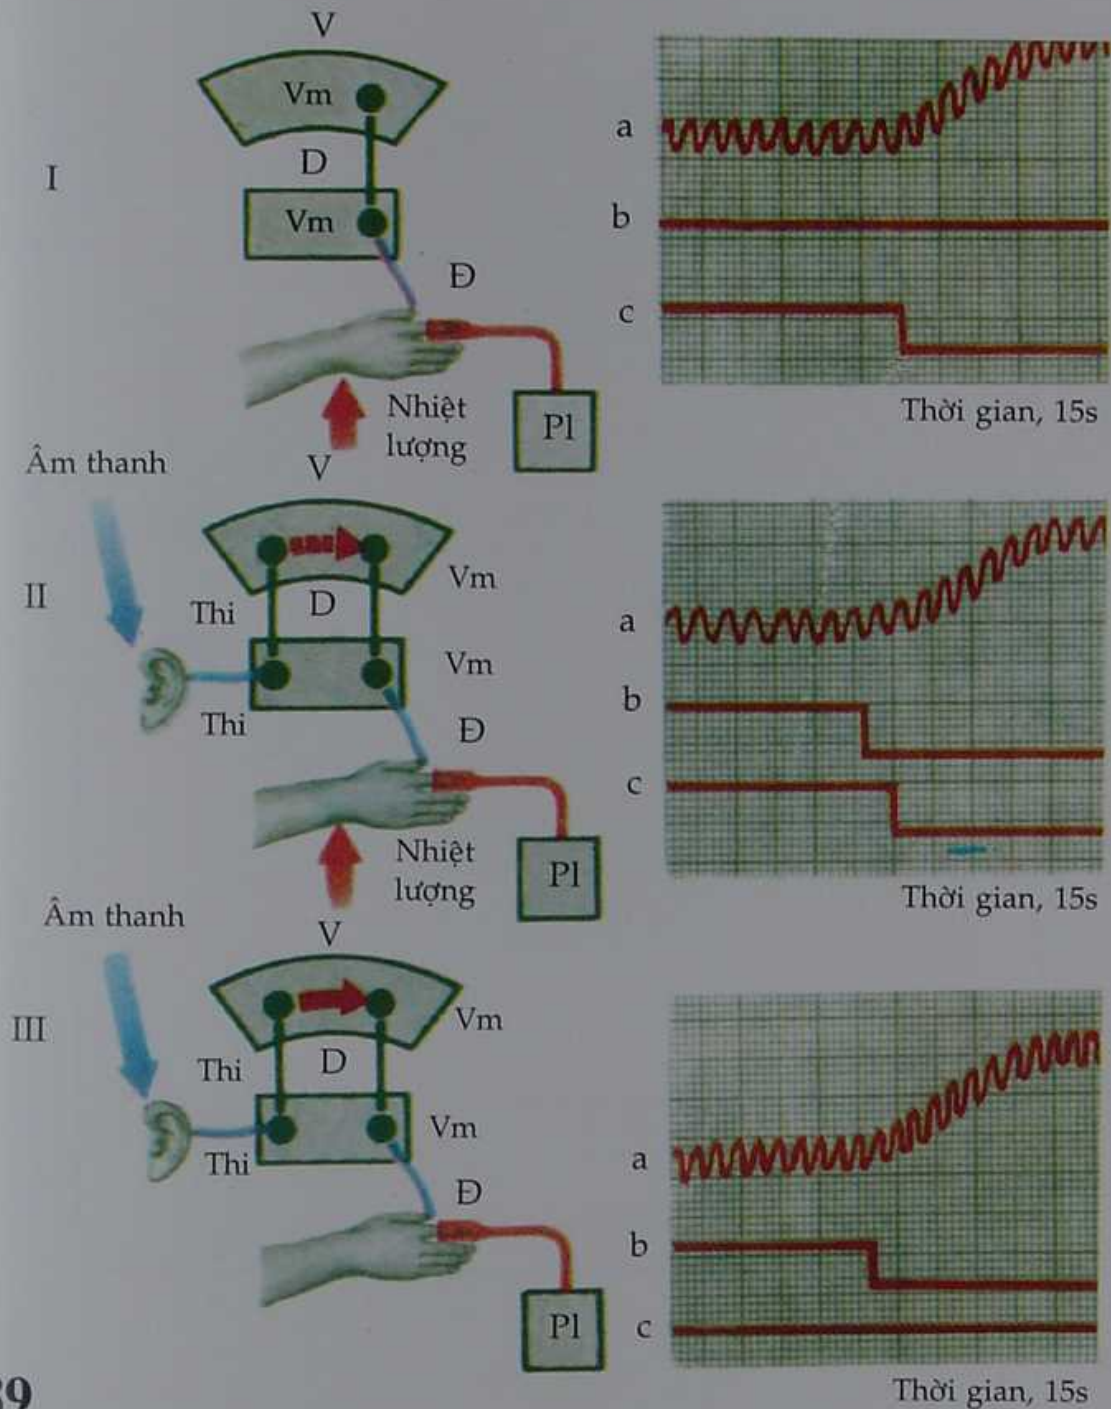 V
Vm
D
I
Vm
Đ
Nhiệt
lượng
Pl
a
b
c
Thời gian, 15s
Âm thanh
V
II
Vm
Thi
D
Vm
Thi
Đ
Nhiệt
lượng
Pl
a
b
c
Thời gian, 15s
Âm thanh
V
III
Vm
Thi
D
Vm
Thi
Đ
Pl
a
b
c
Thời gian, 15s